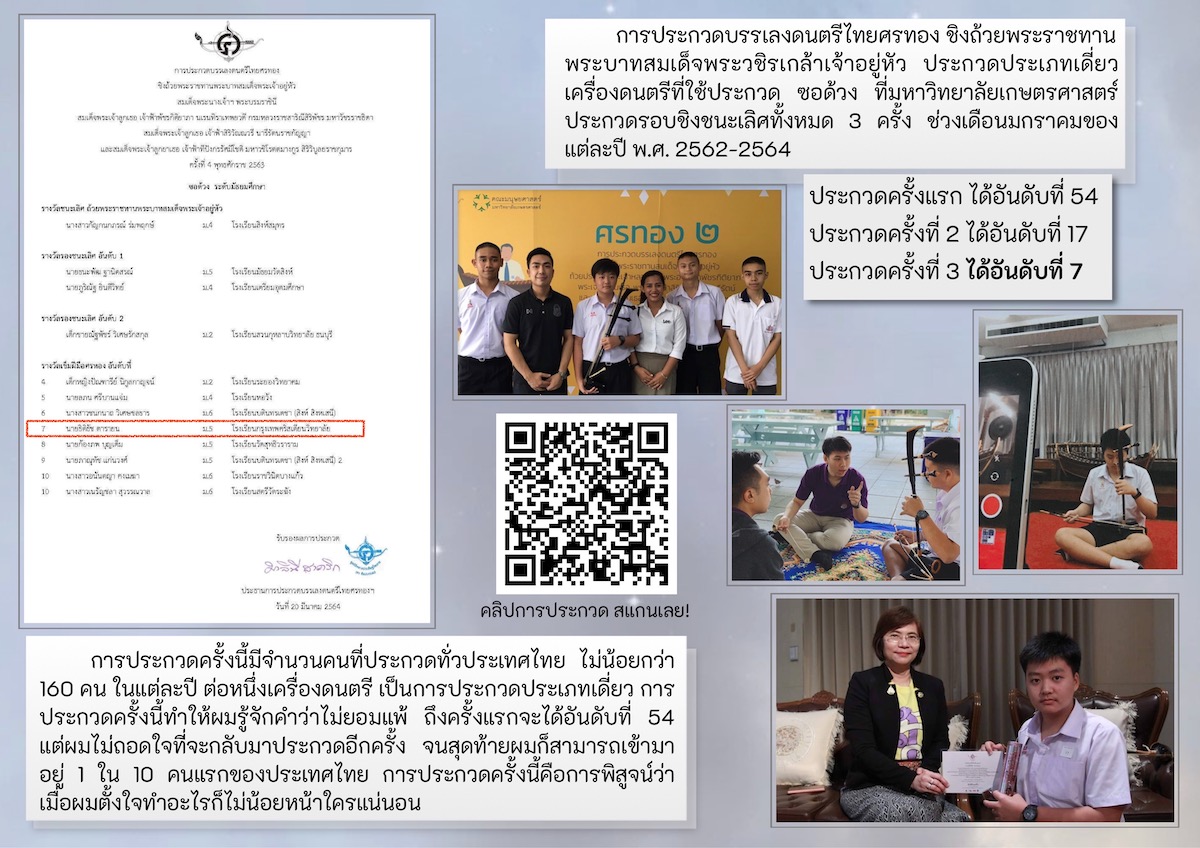 การประกวดบรรเลงดนตรีไทยศรทอง
ชิงถ้วยพระราชทานพระบาทสมเด็จพระเจ้าอยู่หัว
สมเด็จพระนางเจ้าฯ พระบรมราชินี
สมเด็จพระเจ้าลูกเธอ เจ้าฟ้าพัชรกิติยาภา นเรนทิราเทพยวดี กรมหลวงราชสาริณีสิริพัชร มหาวัชรราชธิดา
สมเด็จพระเจ้าลูกเธอ เจ้าฟ้าสิริวัณณวรี นารีรัตนราชกัญญา
และสมเด็จพระเจ้าลูกยาเธอ เจ้าฟ้าทีปังกรรัศมีโชติ มหาวชิโรตตมางกูร สิริวิบูลยราชกุมาร
ครั้งที่ 4 พุทธศักราช 2563
ซอด้วง ระดับมัธยมศึกษา
รางวัลชนะเลิศ ถ้วยพระราชทานพระบาทสมเด็จพระเจ้าอยู่หัว
นางสาวกัญกนกภรณ์ ร่มพฤกษ์ ม.4 โรงเรียนสิงห์สมุทร
รางวัลรองชนะเลิศ อันดับ 1
นายธนะพัฒ ฐานิตสรณ์ ม.5 โรงเรียนมัธยมวัดสิงห์
นายภูริณัฐ ยินดีวิทย์ ม.4 โรงเรียนเตรียมอุดมศึกษา
รางวัลรองชนะเลิศ อันดับ 2
เด็กชายณัฐพัชร์ วิเศษรักสกุล ม.2 โรงเรียนสวนกุหลาบวิทยาลัย ธนบุรี
รางวัลเข็มฝีมือศรทอง อันดับที่
4 เด็กหญิงปัณฑารีย์ นิกูลกาญจน์ ม.2 โรงเรียนระยองวิทยาคม
5 นายลภน ศรีบานแจ่ม ม.4 โรงเรียนหอวัง
6 นางสาวชนกนาถ วิเศษชลธาร ม.6 โรงเรียนบดินทรเดชา (สิงห์ สิงหเสนี)
7 นายธิติธัช ดารายน ม.5 โรงเรียนกรุงเทพคริสเตียนวิทยาลัย
8 นายก้องภพ บุญเต็ม ม.5 โรงเรียนวัดสุทธิวราราม
9 นายภาณุพัช แก่นวงศ์ ม.5 โรงเรียนบดินทรเดชา (สิงห์ สิงหเสนี) 2
10 นางสาวอนันตญา คงเมฆา ม.6 โรงเรียนราชวินิตบางแก้ว
10 นางสาวเนรัญชลา สุวรรณวาด ม.6 โรงเรียนสตรีวัดระฆัง
รับรองผลการประกวด
ประธานการประกวดบรรเลงดนตรีไทยศรทองฯ
วันที่ 20 มีนาคม 2564
การประกวดบรรเลงดนตรีไทยศรทอง ชิงถ้วยพระราชทาน
พระบาทสมเด็จพระวชิรเกล้าเจ้าอยู่หัว ประกวดประเภทเดี่ยว
เครื่องดนตรีที่ใช้ประกวด ซอด้วง ที่มหาวิทยาลัยเกษตรศาสตร์
ประกวดรอบชิงชนะเลิศทั้งหมด 3 ครั้ง ช่วงเดือนมกราคมของ
แต่ละปี พ.ศ. 2562-2564
ประกวดครั้งแรก ได้อันดับที่ 54
ประกวดครั้งที่ 2 ได้อันดับที่ 17
ประกวดครั้งที่ 3 ได้อันดับที่ 7
คณะมนุษยศาสตร์
มหาวิทยาลัยเกษตรศาสตร์
ศรทอง ๒
คลิปการประกวด สแกนเลย!
การประกวดครั้งนี้มีจำนวนคนที่ประกวดทั่วประเทศไทย ไม่น้อยกว่า
160 คน ในแต่ละปี ต่อหนึ่งเครื่องดนตรี เป็นการประกวดประเภทเดี่ยว การ
ประกวดครั้งนี้ทำให้ผมรู้จักคำว่าไม่ยอมแพ้ ถึงครั้งแรกจะได้อันดับที่ 54
แต่ผมไม่ถอดใจที่จะกลับมาประกวดอีกครั้ง จนสุดท้ายผมก็สามารถเข้ามา
อยู่ 1 ใน 10 คนแรกของประเทศไทย การประกวดครั้งนี้คือการพิสูจน์ว่า
เมื่อผมตั้งใจทำอะไรก็ไม่น้อยหน้าใครแน่นอน